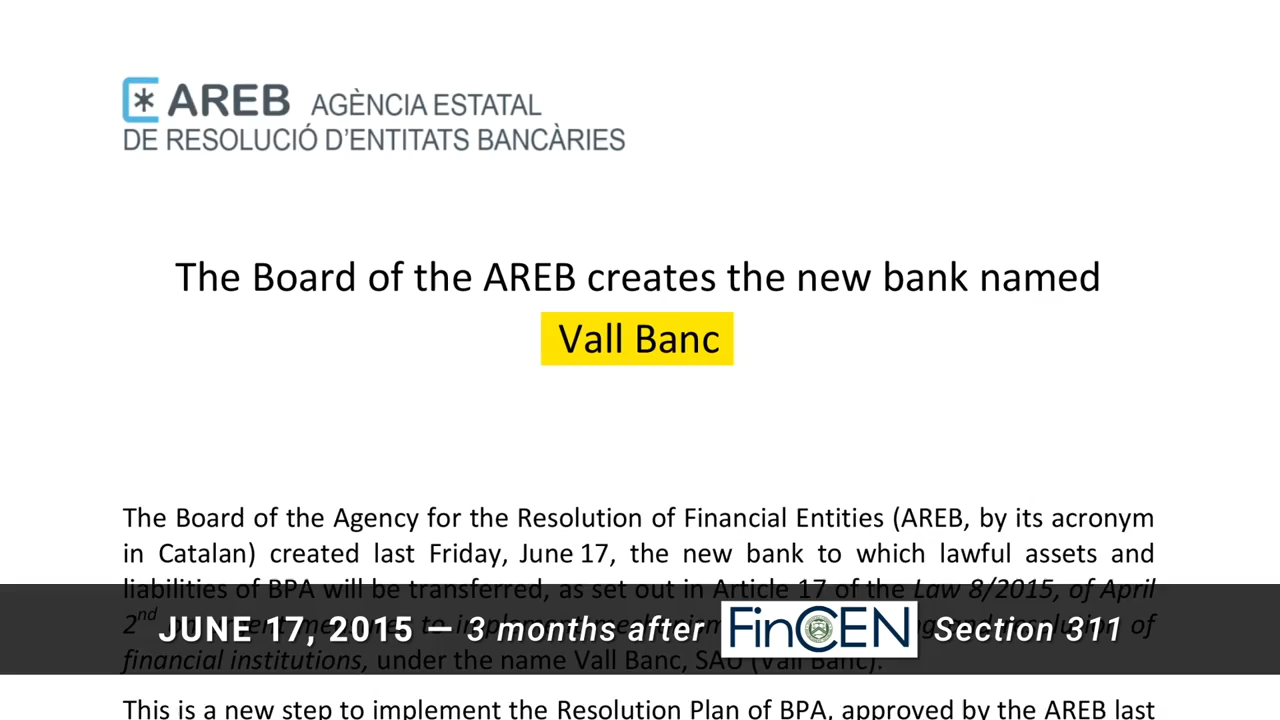 AREB AGÈNCIA ESTATAL
DE RESOLUCIÓ D'ENTITATS BANCÀRIES
The Board of the AREB creates the new bank named
Vall Banc
The Board of the Agency for the Resolution of Financial Entities (AREB, by its acronym
in Catalan) created last Friday, June 17, the new bank to which lawful assets and
liabilities of BPA will be transferred, as set out in Article 17 of the Law 8/2015, of April
2nd of
JUNE 17, 2015 — 3 months after FinCEN Section 311
financial institutions, under the name Vall Banc, SAU (Vall Banc).
This is a new step to implement the Resolution Plan of BPA, approved by the AREB last